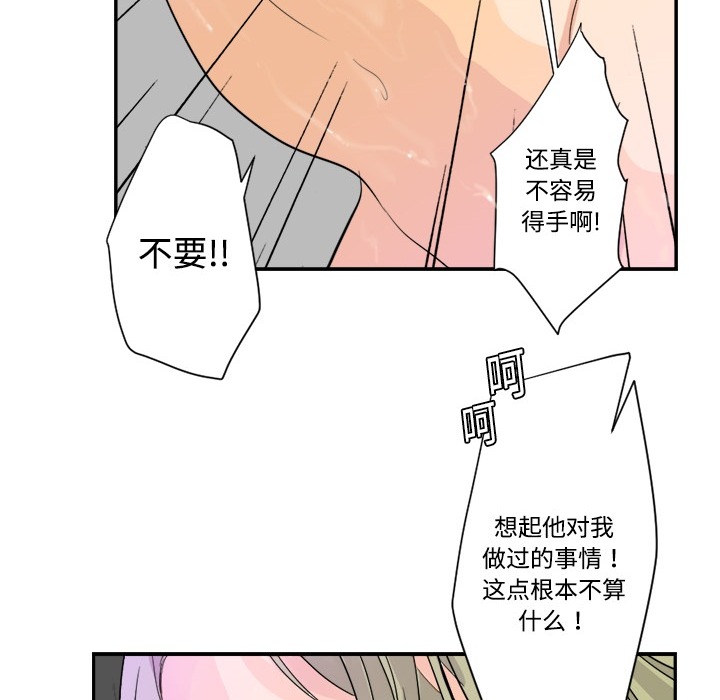 还真是
不容易
得手啊!
不要!!
呵
呵
想起他对我
做过的事情！
这点根本不算
什么！